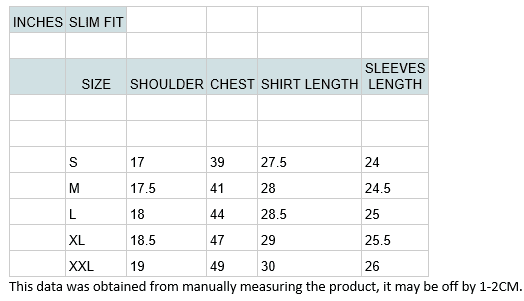 INCHES SLIM FIT
SLEEVES
SIZE SHOULDER CHEST SHIRT LENGTH LENGTH
S 17 39 27.5 24
M 17.5 41 28 24.5
L 18 44 28.5 25
XL 18.5 47 29 25.5
XXL 19 49 30 26
This data was obtained from manually measuring the product, it may be off by 1-2CM.